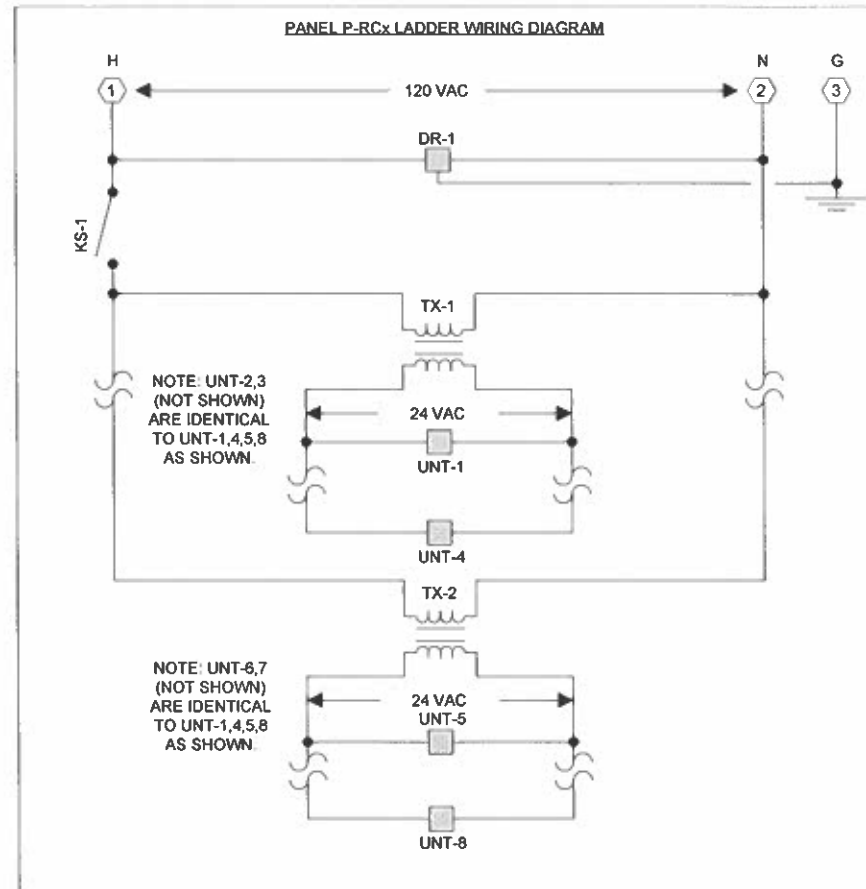 PANEL P-RCx LADDER WIRING DIAGRAM
H
N
G
1
120 VAC
2
3
DR-1
KS-1
TX-1
NOTE: UNT-2,3
(NOT SHOWN)
ARE IDENTICAL
TO UNT-1,4,5,8
AS SHOWN.
24 VAC
UNT-1
UNT-4
TX-2
NOTE: UNT-6,7
(NOT SHOWN)
ARE IDENTICAL
TO UNT-1,4,5,8
AS SHOWN.
24 VAC
UNT-5
UNT-8